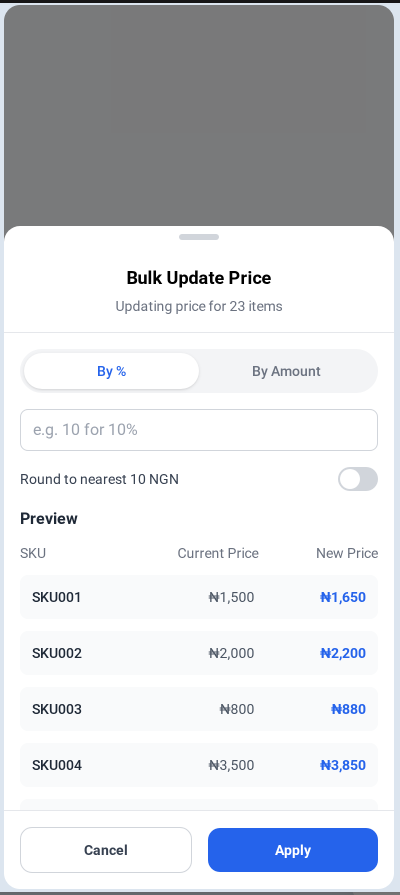 Bulk Update Price
Updating price for 23 items
By % By Amount
e.g. 10 for 10%
Round to nearest 10 NGN
Preview
SKU Current Price New Price
SKU001 ₦1,500 ₦1,650
SKU002 ₦2,000 ₦2,200
SKU003 ₦800 ₦880
SKU004 ₦3,500 ₦3,850
Cancel Apply